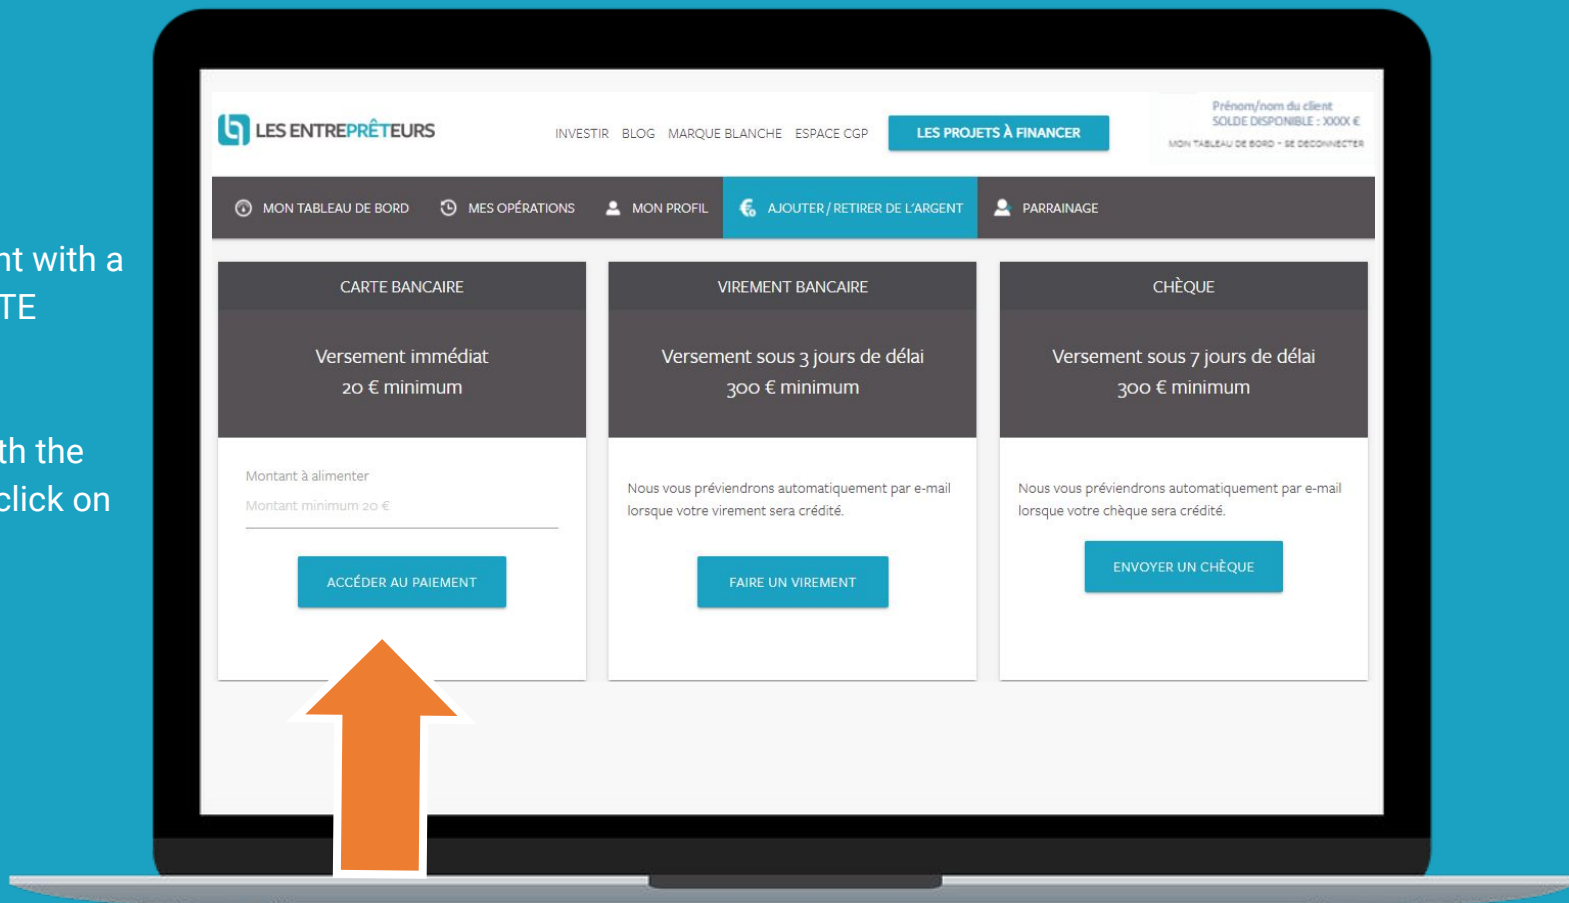 nt with a
TE
th the
click on
LES ENTREPRÊTEURS
INVESTIR BLOG MARQUE BLANCHE ESPACE CGP LES PROJETS À FINANCER
Prénom/nom du client
SOLDE DISPONIBLE : XXXX €
MON TABLEAU DE BORD - SE DECONNECTER
MON TABLEAU DE BORD MES OPÉRATIONS MON PROFIL AJOUTER / RETIRER DE L'ARGENT PARRAINAGE
CARTE BANCAIRE
Versement immédiat
20 € minimum
Montant à alimenter
Montant minimum 20 €
ACCÉDER AU PAIEMENT
VIREMENT BANCAIRE
Versement sous 3 jours de délai
300 € minimum
Nous vous préviendrons automatiquement par e-mail
lorsque votre virement sera crédité.
FAIRE UN VIREMENT
CHÈQUE
Versement sous 7 jours de délai
300 € minimum
Nous vous préviendrons automatiquement par e-mail
lorsque votre chèque sera crédité.
ENVOYER UN CHÈQUE